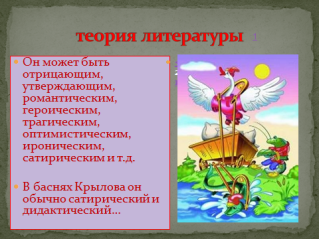 теория литературы
Он может быть
отрицающим,
утверждающим,
романтическим,
героическим,
трагическим,
оптимистическим,
ироническим,
сатирическим и т.д.
В баснях Крылова он
обычно сатирический и
дидактический...